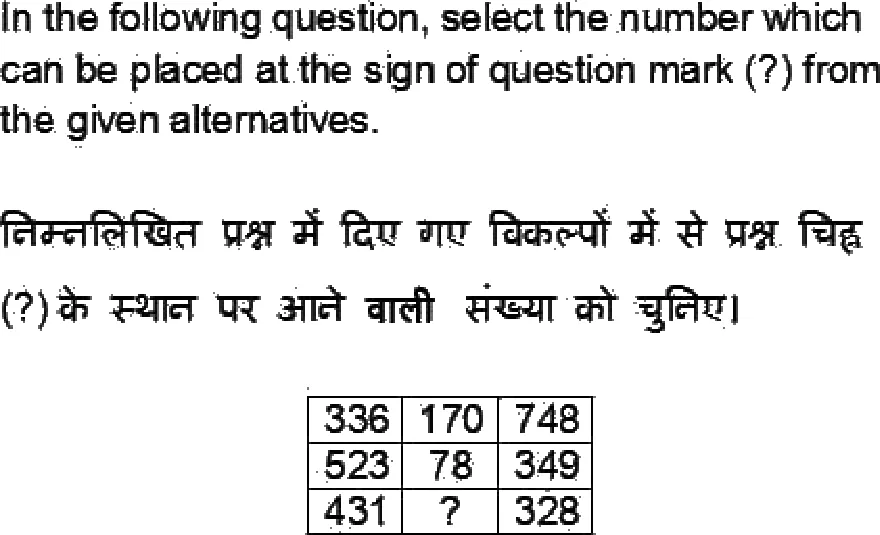 In the following question, select the number which
can be placed at the sign of question mark (?) from
the given alternatives.
निम्नलिखित प्रश्न में दिए गए विकल्पों में से प्रश्न चिह्न
(?) के स्थान पर आने वाली संख्या को चुनिए।
336 170 748
523 78 349
431 ? 328